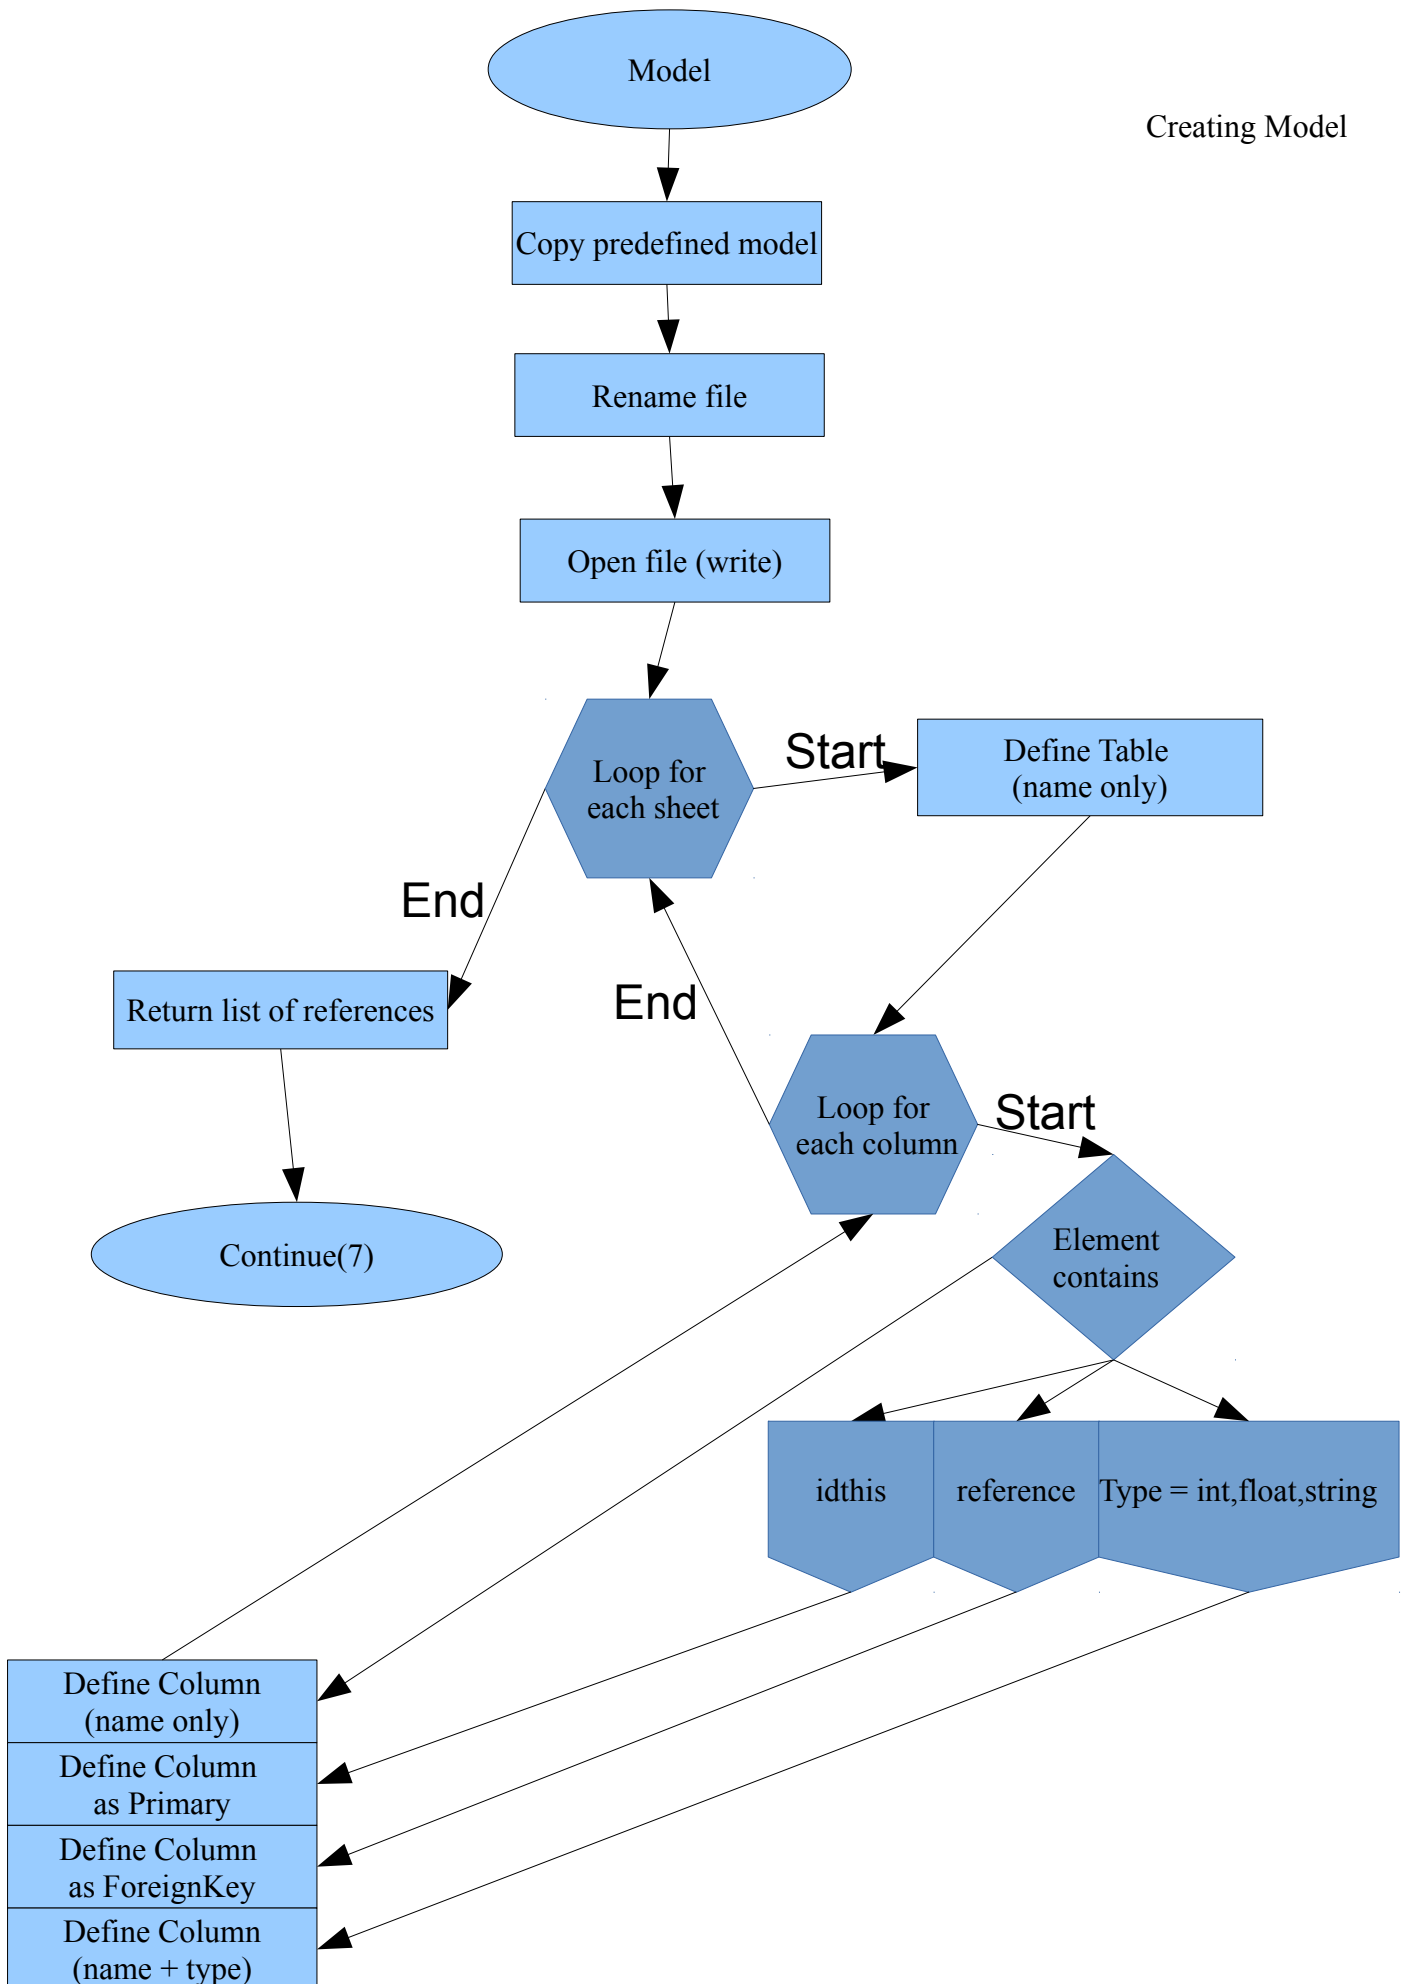 Model
Creating Model
Copy predefined model
Rename file
Open file (write)
Loop for
each sheet
Start
Define Table
(name only)
End
Return list of references
End
Loop for
each column
Start
Continue(7)
Element
contains
idthis
reference
Type = int,float,string
Define Column
(name only)
Define Column
as Primary
Define Column
as ForeignKey
Define Column
(name + type)